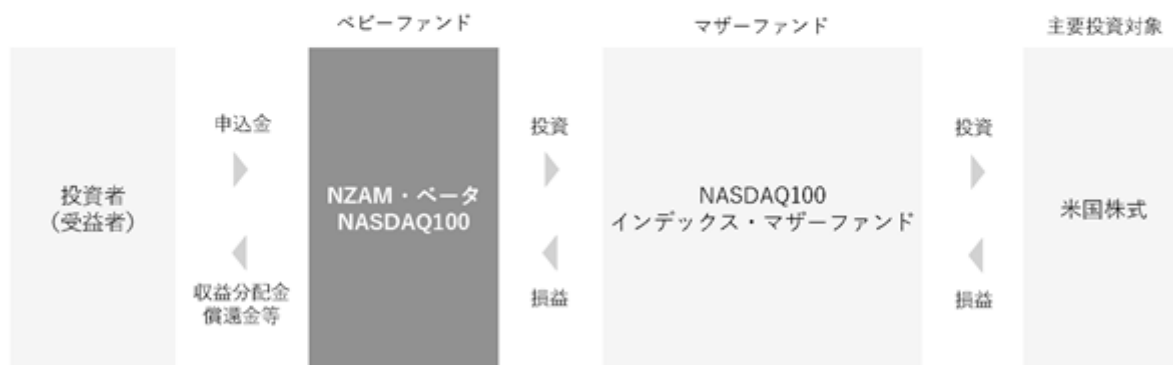 ベビーファンド
マザーファンド
主要投資対象
投資者
（受益者）
申込金
収益分配金
償還金等
NZAM・ベータ
NASDAQ100
投資
損益
NASDAQ100
インデックス・マザーファンド
投資
損益
米国株式